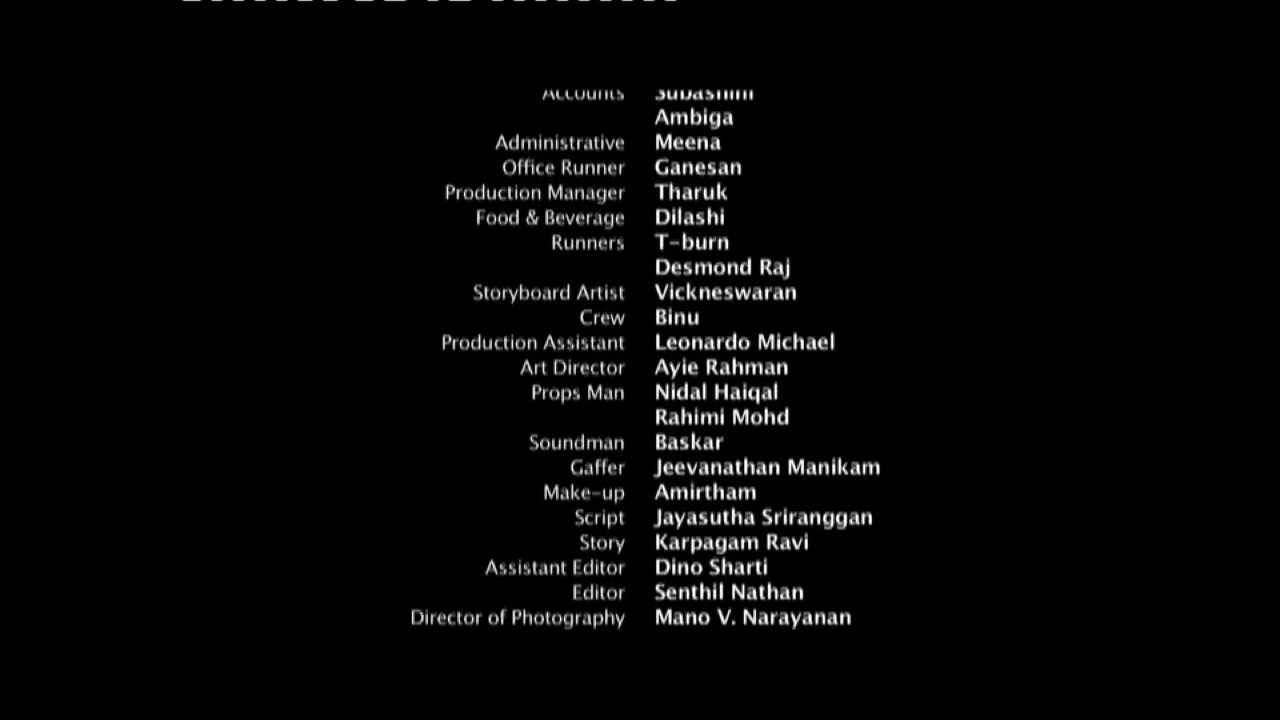 Accounts Subashini
Ambiga
Administrative Meena
Office Runner Ganesan
Production Manager Tharuk
Food & Beverage Dilashi
Runners T-burn
Desmond Raj
Storyboard Artist Vickneswaran
Crew Binu
Production Assistant Leonardo Michael
Art Director Ayie Rahman
Props Man Nidal Haiqal
Rahimi Mohd
Soundman Baskar
Gaffer Jeevanathan Manikam
Make-up Amirtham
Script Jayasutha Sriranggan
Story Karpagam Ravi
Assistant Editor Dino Sharti
Editor Senthil Nathan
Director of Photography Mano V. Narayanan